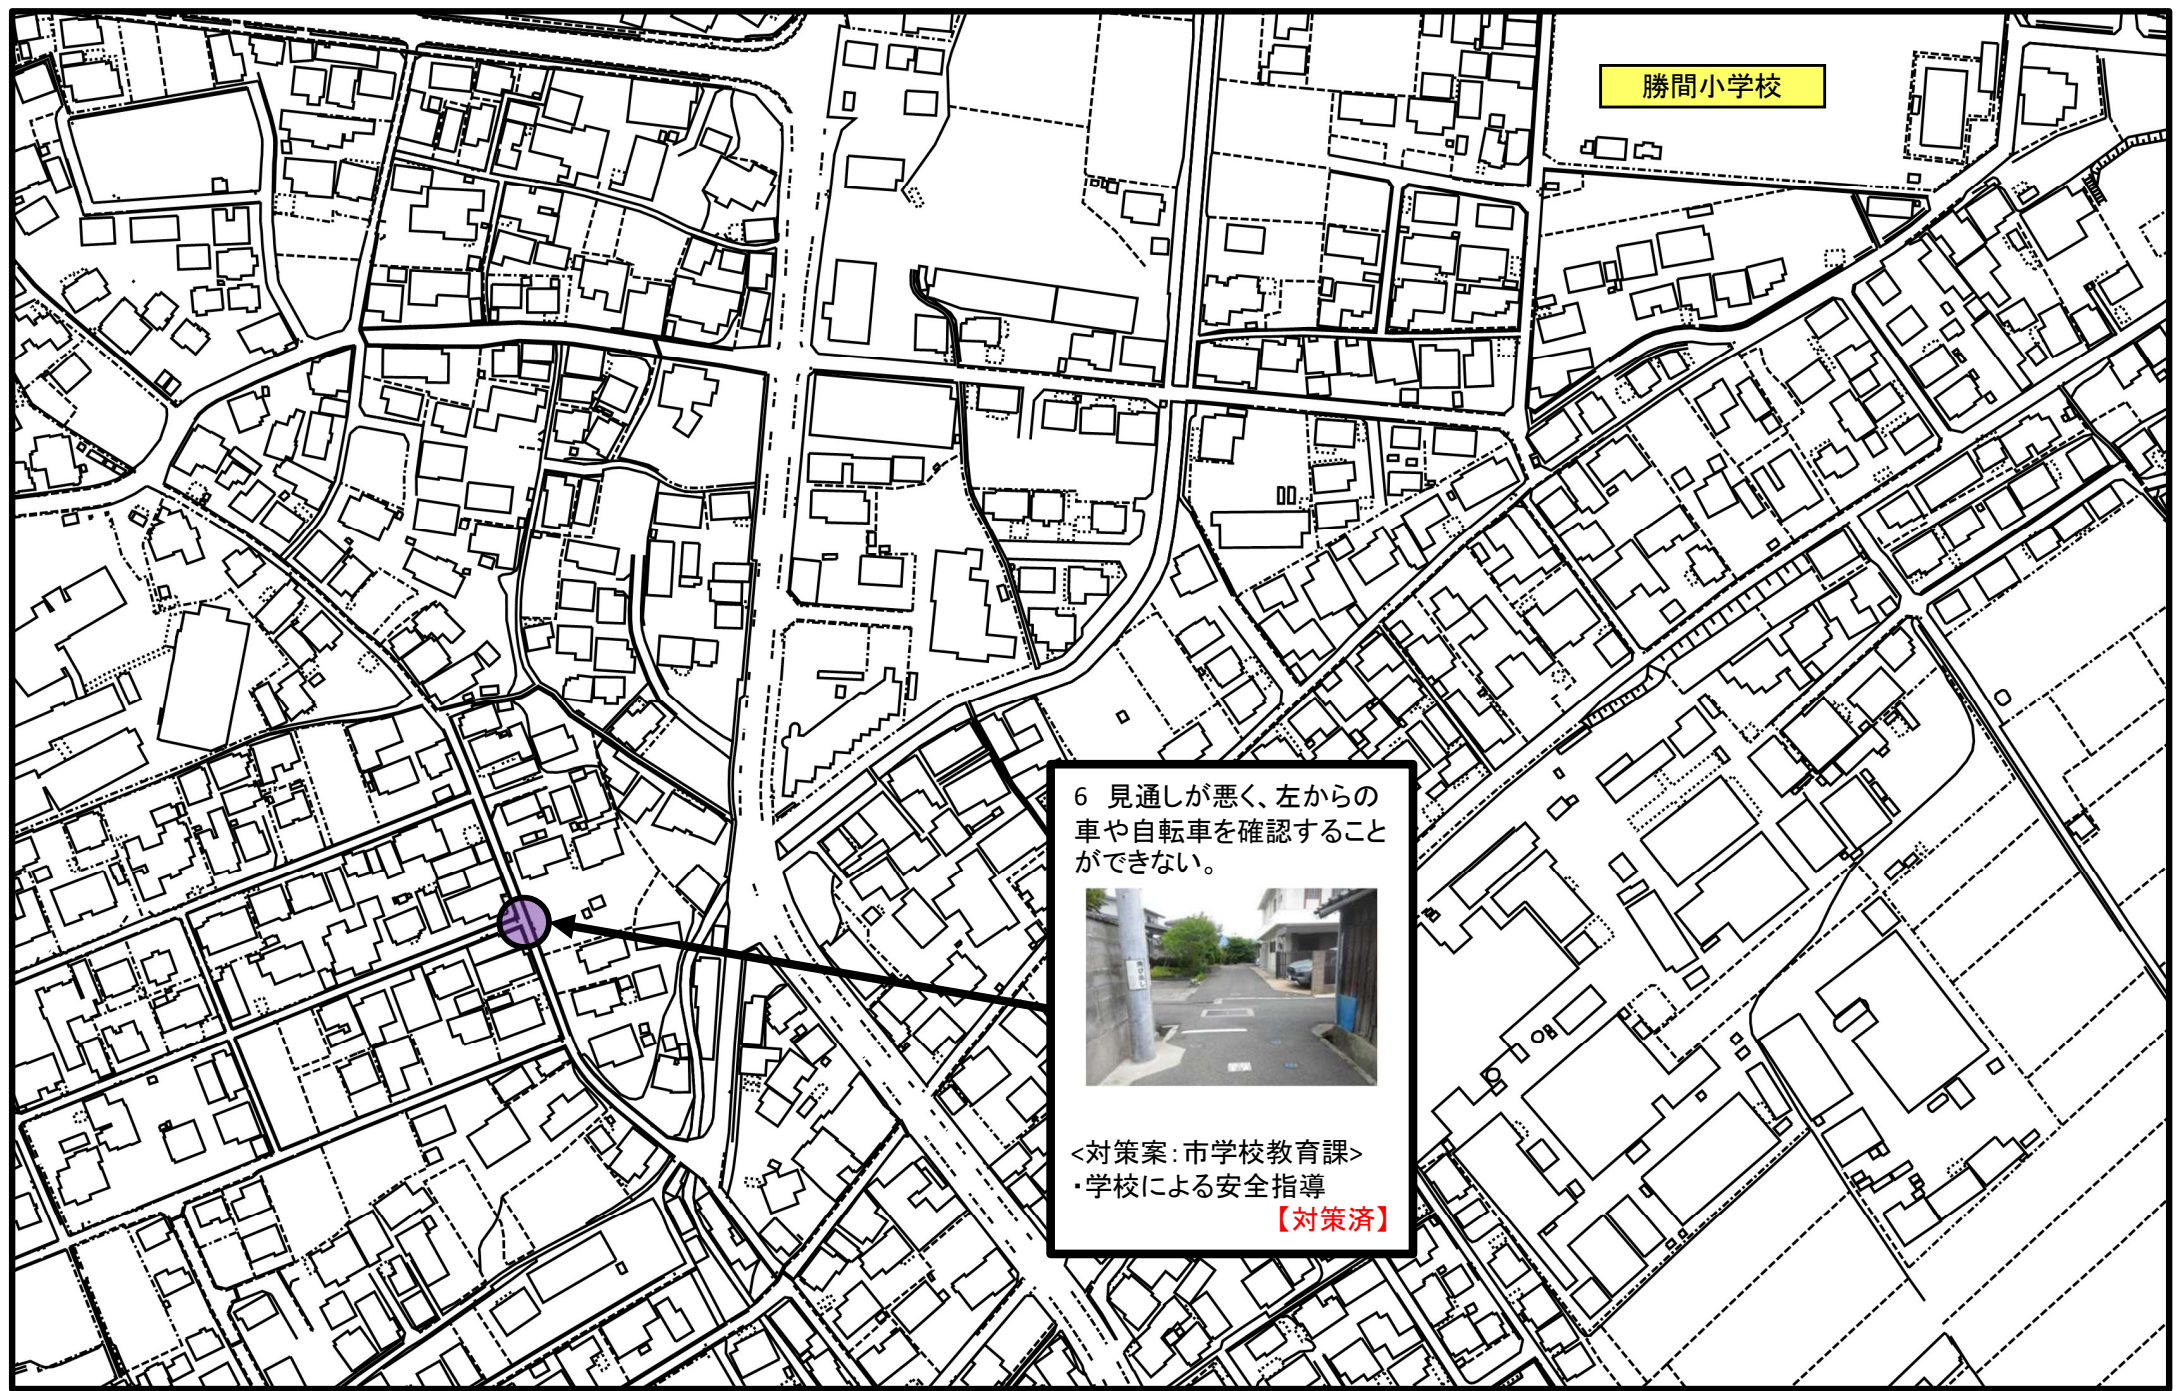 勝間小学校
6 見通しが悪く、左からの
車や自転車を確認すること
ができない。
<対策案:市学校教育課>
・学校による安全指導
【対策済】